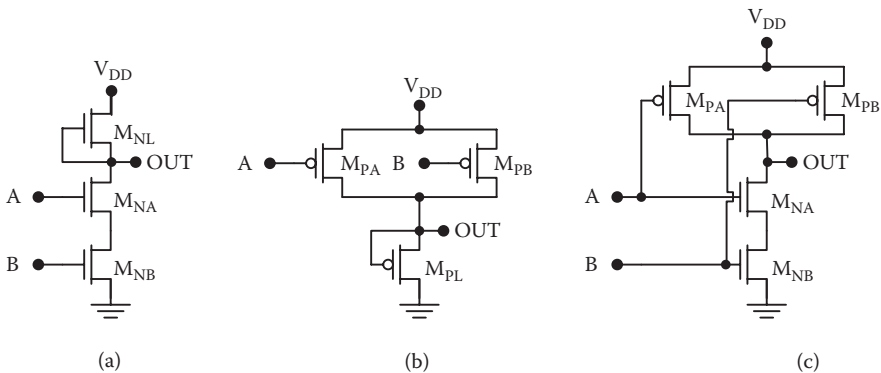 V_DD
M_NL
OUT
A
M_NA
B
M_NB
(a)
V_DD
A
M_PA
B
M_PB
OUT
M_PL
(b)
V_DD
M_PA
M_PB
OUT
A
M_NA
B
M_NB
(c)